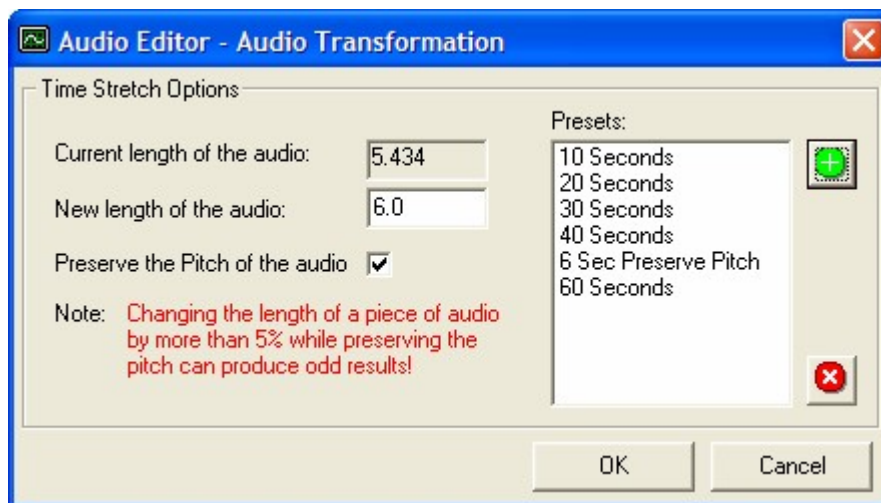 Audio Editor - Audio Transformation
Time Stretch Options
Current length of the audio: 5.434
New length of the audio: 6.0
Preserve the Pitch of the audio
Note: Changing the length of a piece of audio
by more than 5% while preserving the
pitch can produce odd results!
Presets:
10 Seconds
20 Seconds
30 Seconds
40 Seconds
6 Sec Preserve Pitch
60 Seconds
OK Cancel